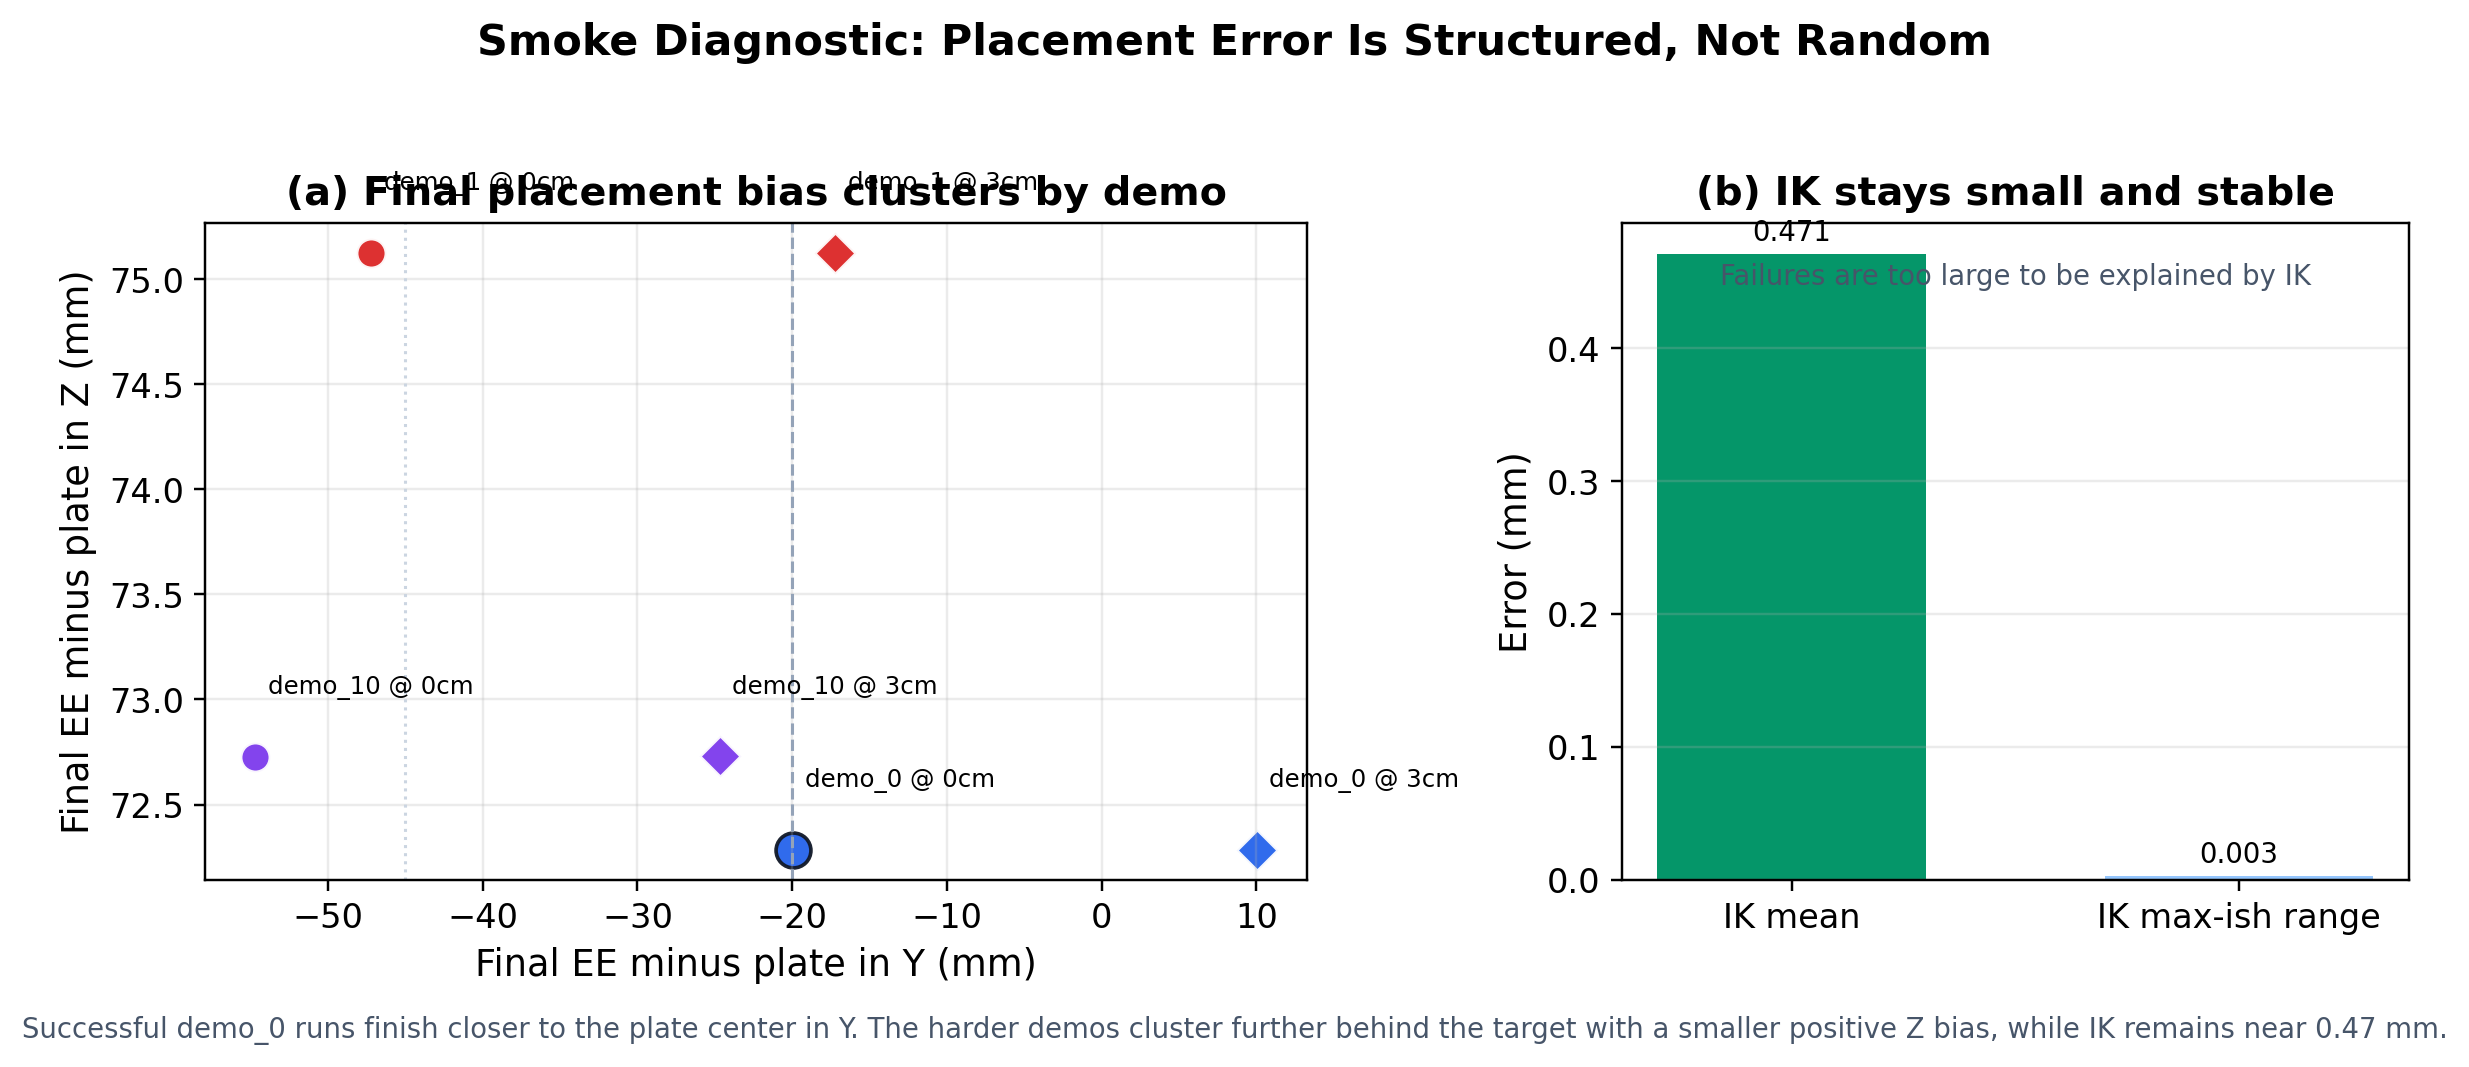 Smoke Diagnostic: Placement Error Is Structured, Not Random
(a) Final placement bias clusters by demo
demo_1 @ 0cm
demo_1 @ 3cm
demo_10 @ 0cm
demo_10 @ 3cm
demo_0 @ 0cm
demo_0 @ 3cm
75.0
74.5
74.0
73.5
73.0
72.5
Final EE minus plate in Z (mm)
−50 −40 −30 −20 −10 0 10
Final EE minus plate in Y (mm)
(b) IK stays small and stable
0.471
Failures are too large to be explained by IK
0.003
0.4
0.3
0.2
0.1
0.0
Error (mm)
IK mean IK max-ish range
Successful demo_0 runs finish closer to the plate center in Y. The harder demos cluster further behind the target with a smaller positive Z bias, while IK remains near 0.47 mm.